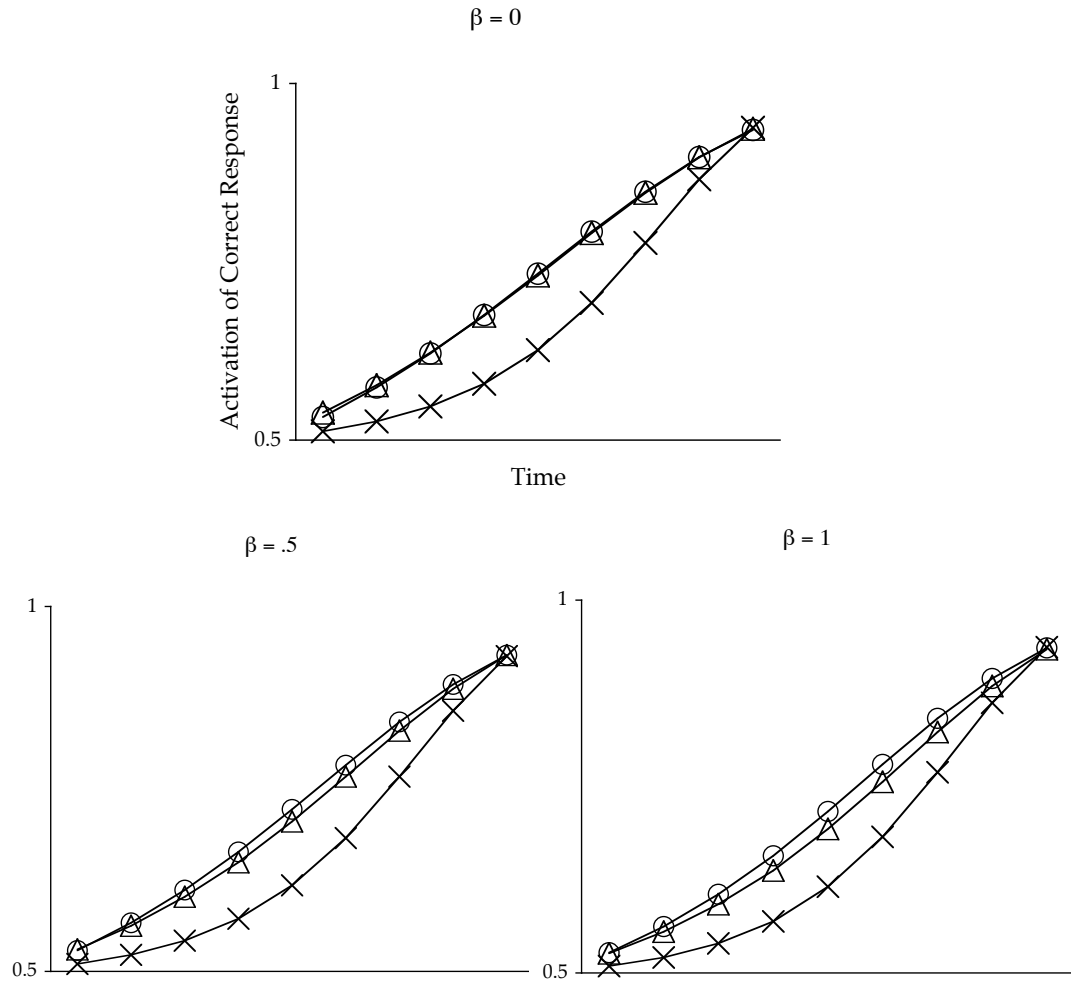 β = 0
1
Activation of Correct Response
0.5
Time
β = .5
1
0.5
β = 1
1
0.5